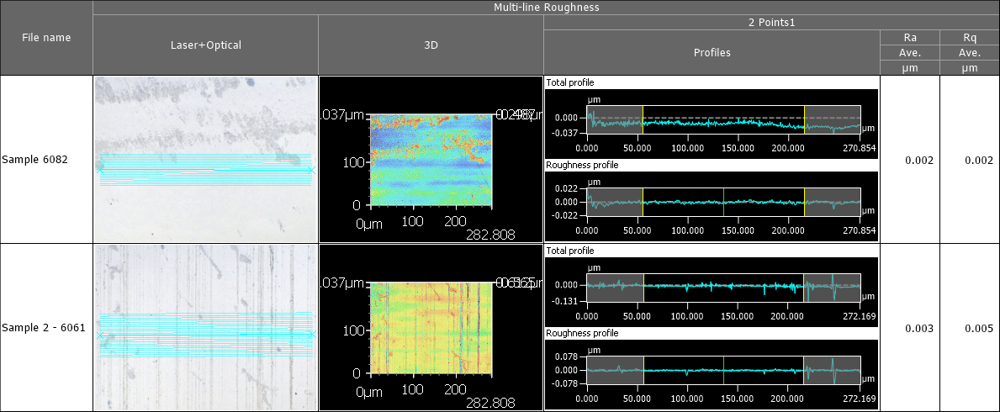 Multi-line Roughness
2 Points1
File name
Laser+Optical
3D
Profiles
Ra
Rq
Ave.
Ave.
µm
µm
Sample 6082
.037µm
100
0
0µm
100
200
282.808
Total profile
µm
0.000
-0.037
µm
0.000
50.000
100.000
150.000
200.000
270.854
Roughness profile
µm
0.022
0.000
-0.022
µm
0.000
50.000
100.000
150.000
200.000
270.854
0.002
0.002
Sample 2 - 6061
.037µm
100
0
0µm
100
200
282.808
Total profile
µm
0.000
-0.131
µm
0.000
50.000
100.000
150.000
200.000
272.169
Roughness profile
µm
0.078
0.000
-0.078
µm
0.000
50.000
100.000
150.000
200.000
272.169
0.003
0.005